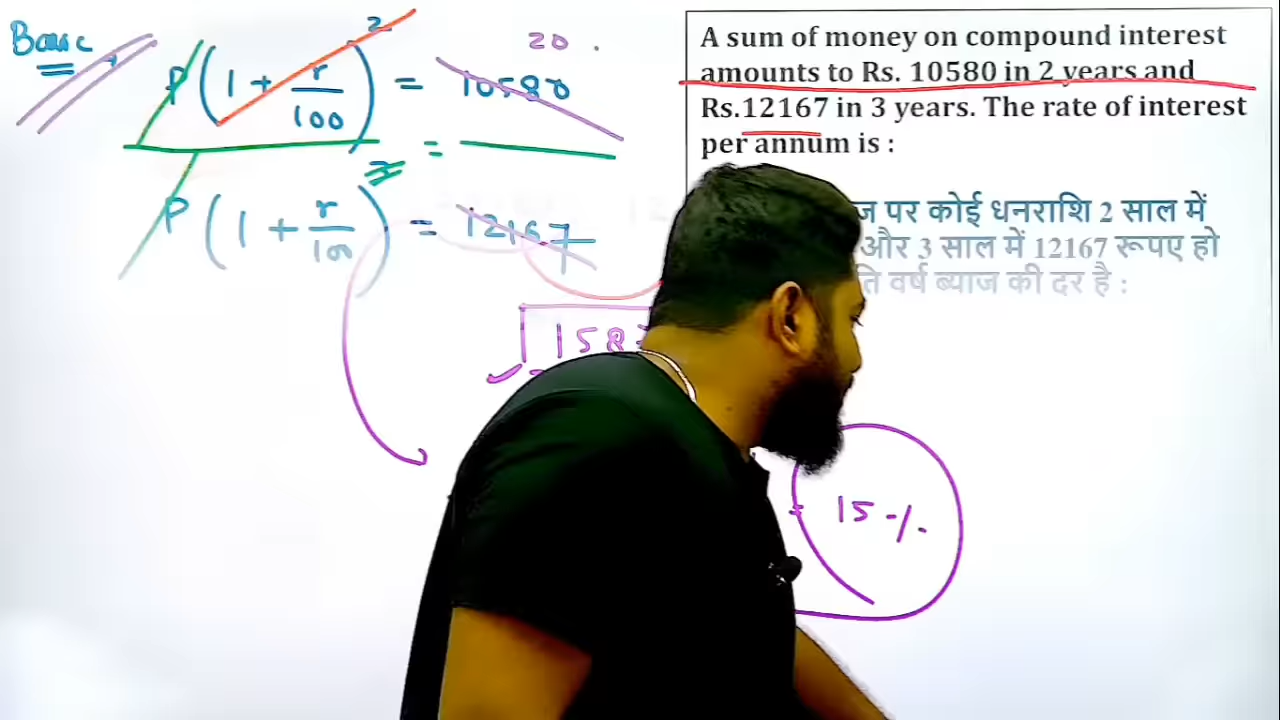 Basic
P(1 + r/100)² = 10580
20
=
P(1 + r/100) = 12167
1587
= 15%
A sum of money on compound interest
amounts to Rs. 10580 in 2 years and
Rs.12167 in 3 years. The rate of interest
per annum is :
पर कोई धनराशि 2 साल में
और 3 साल में 12167 रूपए हो
वर्ष ब्याज की दर है :